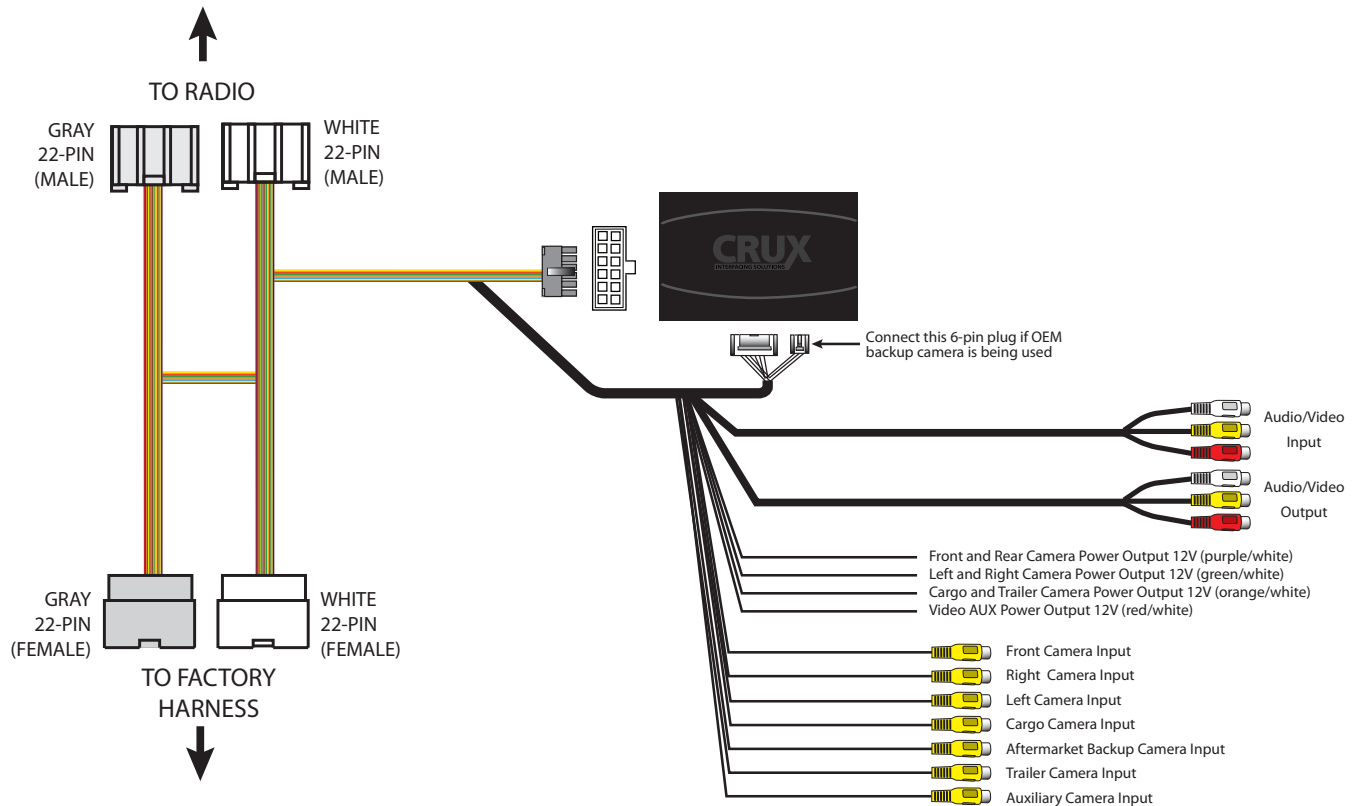 TO RADIO
GRAY
22-PIN
(MALE)
WHITE
22-PIN
(MALE)
CRUX
INTERFACING SOLUTIONS
Connect this 6-pin plug if OEM
backup camera is being used
Audio/Video
Input
Audio/Video
Output
Front and Rear Camera Power Output 12V (purple/white)
Left and Right Camera Power Output 12V (green/white)
Cargo and Trailer Camera Power Output 12V (orange/white)
Video AUX Power Output 12V (red/white)
GRAY
22-PIN
(FEMALE)
WHITE
22-PIN
(FEMALE)
TO FACTORY
HARNESS
Front Camera Input
Right Camera Input
Left Camera Input
Cargo Camera Input
Aftermarket Backup Camera Input
Trailer Camera Input
Auxiliary Camera Input